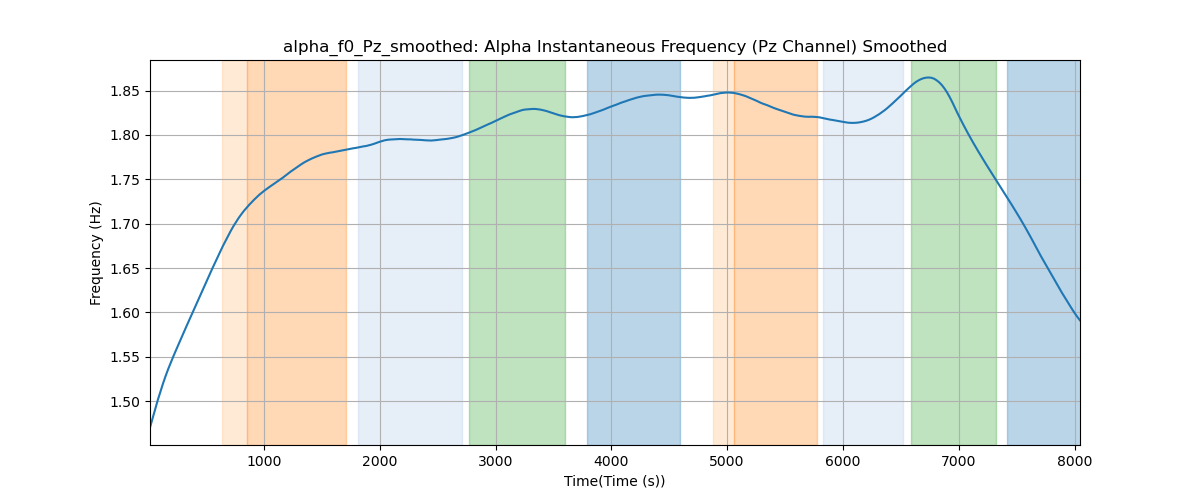 alpha_f0_Pz_smoothed: Alpha Instantaneous Frequency (Pz Channel) Smoothed
Frequency (Hz)
1.85
1.80
1.75
1.70
1.65
1.60
1.55
1.50
1000 2000 3000 4000 5000 6000 7000 8000
Time(Time (s))